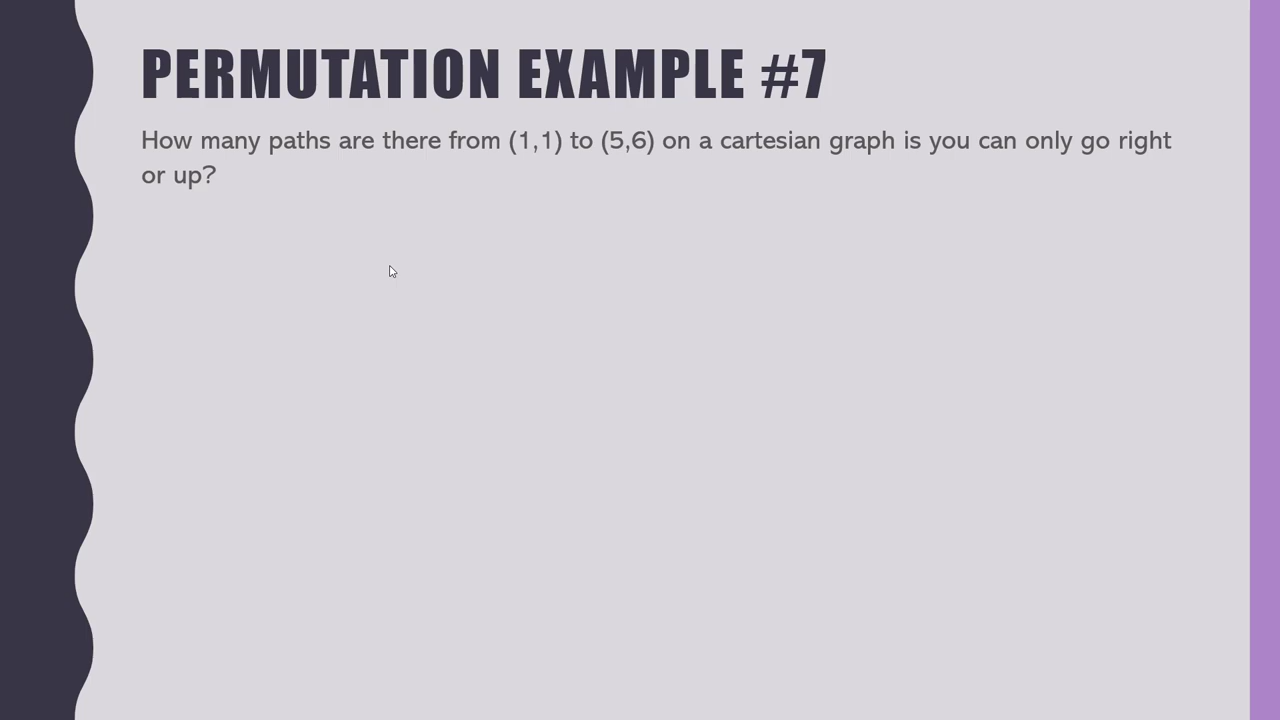 PERMUTATION EXAMPLE #7
How many paths are there from (1,1) to (5,6) on a cartesian graph is you can only go right
or up?